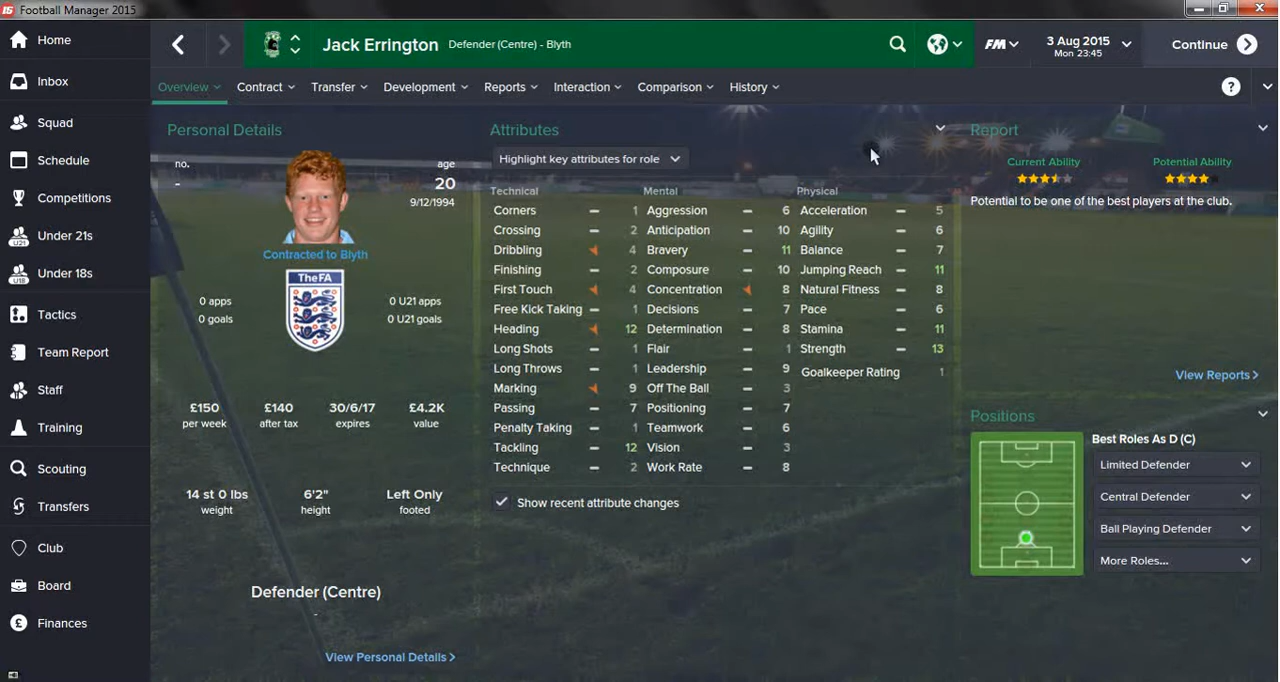 Football Manager 2015
Home
Inbox
Squad
Schedule
Competitions
Under 21s
Under 18s
Tactics
Team Report
Staff
Training
Scouting
Transfers
Club
Board
Finances
Jack Errington Defender (Centre) - Blyth
FM
3 Aug 2015
Mon 23:45
Continue
Overview Contract Transfer Development Reports Interaction Comparison History
?
Personal Details
no.
-
age
20
9/12/1994
Contracted to Blyth
The FA
0 apps
0 goals
0 U21 apps
0 U21 goals
£150
per week
£140
after tax
30/6/17
expires
£4.2K
value
14 st 0 lbs
weight
6'2"
height
Left Only
footed
Defender (Centre)
-
View Personal Details >
Attributes
Highlight key attributes for role
Technical
Corners – 1
Crossing – 2
Dribbling 4
Finishing – 2
First Touch 4
Free Kick Taking – 1
Heading 12
Long Shots – 1
Long Throws – 1
Marking 9
Passing – 7
Penalty Taking – 1
Tackling – 12
Technique – 2
Mental
Aggression – 6
Anticipation – 10
Bravery – 11
Composure – 10
Concentration 8
Decisions – 7
Determination – 8
Flair – 1
Leadership – 9
Off The Ball – 3
Positioning – 7
Teamwork – 6
Vision – 3
Work Rate – 8
Physical
Acceleration – 5
Agility – 6
Balance – 7
Jumping Reach – 11
Natural Fitness – 8
Pace – 6
Stamina – 11
Strength – 13
Goalkeeper Rating 1
Show recent attribute changes
Report
Current Ability
Potential Ability
Potential to be one of the best players at the club.
View Reports >
Positions
Best Roles As D (C)
Limited Defender
Central Defender
Ball Playing Defender
More Roles...